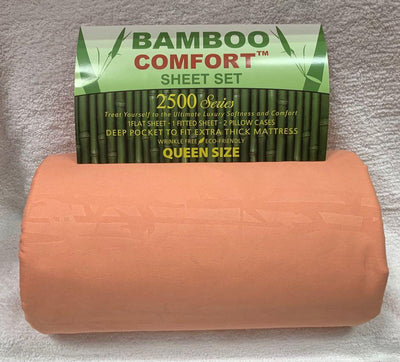 BAMBOO
COMFORT™
SHEET SET
2500 Series
Treat Yourself to the Ultimate Luxury Softness and Comfort
1FLAT SHEET - 1 FITTED SHEET - 2 PILLOW CASES
DEEP POCKET TO FIT EXTRA THICK MATTRESS
WRINKLE FREE ECO-FRIENDLY
QUEEN SIZE